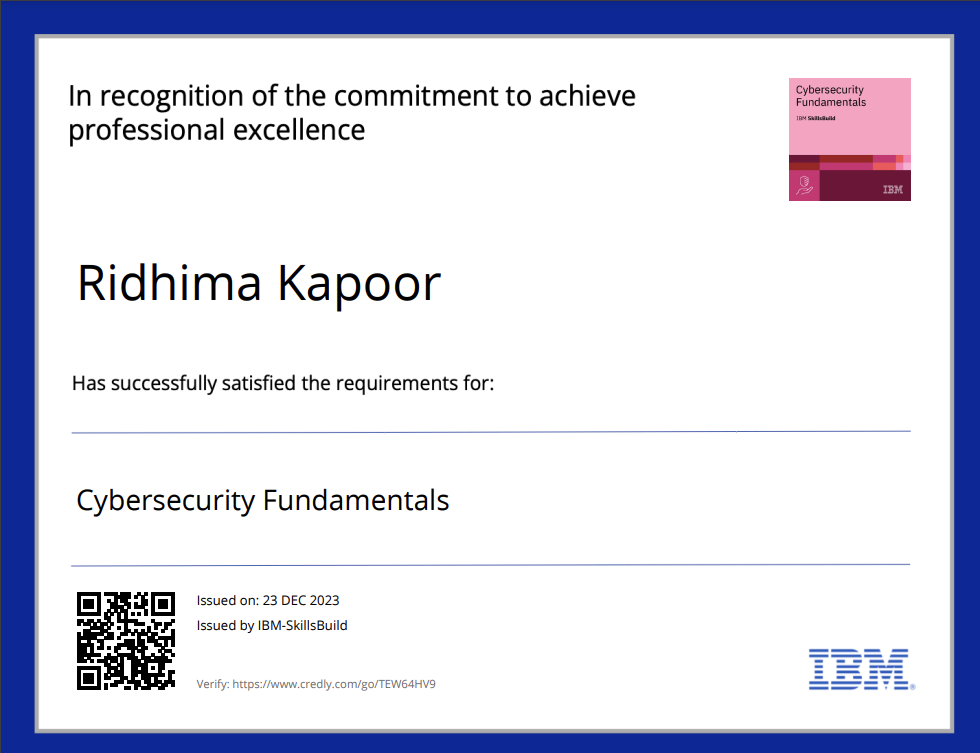 In recognition of the commitment to achieve
professional excellence
Cybersecurity
Fundamentals
IBM SkillsBuild
IBM
Ridhima Kapoor
Has successfully satisfied the requirements for:
Cybersecurity Fundamentals
Issued on: 23 DEC 2023
Issued by IBM-SkillsBuild
Verify: https://www.credly.com/go/TEW64HV9
IBM®